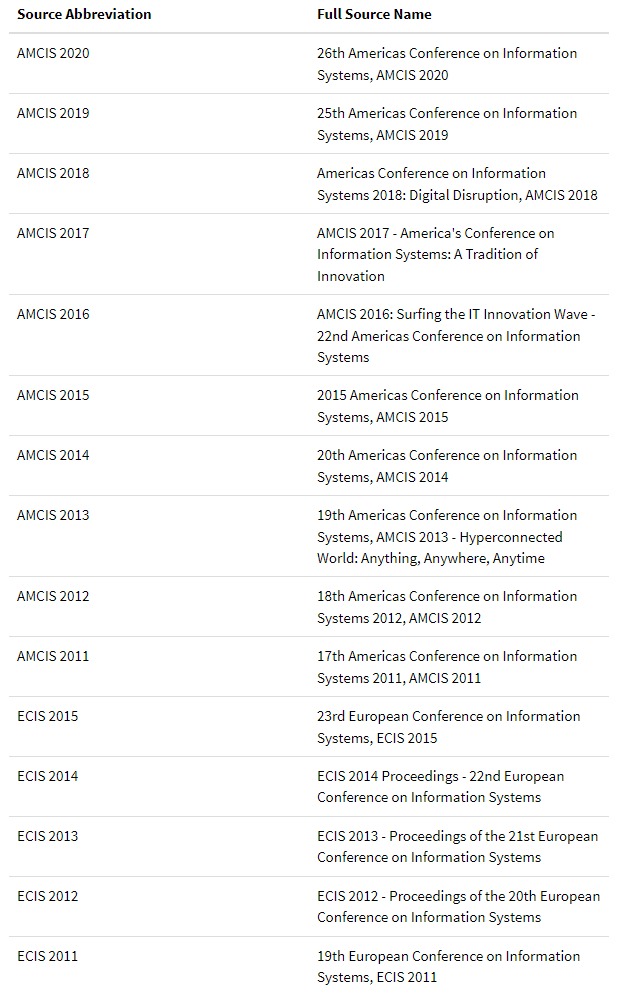 Source Abbreviation Full Source Name
AMCIS 2020 26th Americas Conference on Information
Systems, AMCIS 2020
AMCIS 2019 25th Americas Conference on Information
Systems, AMCIS 2019
AMCIS 2018 Americas Conference on Information
Systems 2018: Digital Disruption, AMCIS 2018
AMCIS 2017 AMCIS 2017 - America's Conference on
Information Systems: A Tradition of
Innovation
AMCIS 2016 AMCIS 2016: Surfing the IT Innovation Wave -
22nd Americas Conference on Information
Systems
AMCIS 2015 2015 Americas Conference on Information
Systems, AMCIS 2015
AMCIS 2014 20th Americas Conference on Information
Systems, AMCIS 2014
AMCIS 2013 19th Americas Conference on Information
Systems, AMCIS 2013 - Hyperconnected
World: Anything, Anywhere, Anytime
AMCIS 2012 18th Americas Conference on Information
Systems 2012, AMCIS 2012
AMCIS 2011 17th Americas Conference on Information
Systems 2011, AMCIS 2011
ECIS 2015 23rd European Conference on Information
Systems, ECIS 2015
ECIS 2014 ECIS 2014 Proceedings - 22nd European
Conference on Information Systems
ECIS 2013 ECIS 2013 - Proceedings of the 21st European
Conference on Information Systems
ECIS 2012 ECIS 2012 - Proceedings of the 20th European
Conference on Information Systems
ECIS 2011 19th European Conference on Information
Systems, ECIS 2011